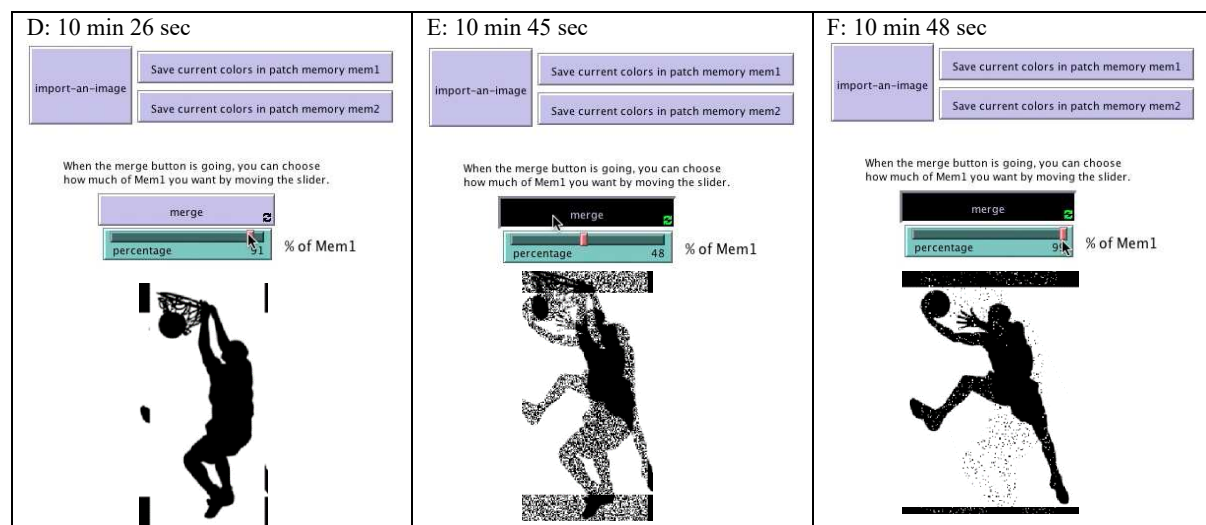 D: 10 min 26 sec
import-an-image
Save current colors in patch memory mem1
Save current colors in patch memory mem2
When the merge button is going, you can choose
how much of Mem1 you want by moving the slider.
merge
percentage 91
% of Mem1
E: 10 min 45 sec
import-an-image
Save current colors in patch memory mem1
Save current colors in patch memory mem2
When the merge button is going, you can choose
how much of Mem1 you want by moving the slider.
merge
percentage 48
% of Mem1
F: 10 min 48 sec
import-an-image
Save current colors in patch memory mem1
Save current colors in patch memory mem2
When the merge button is going, you can choose
how much of Mem1 you want by moving the slider.
merge
percentage
% of Mem1